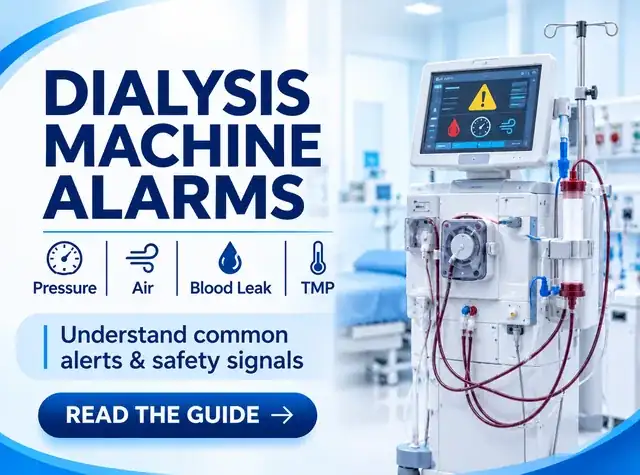 DIALYSIS
MACHINE
ALARMS
Pressure
Air
Blood Leak
TMP
Understand common
alerts & safety signals
READ THE GUIDE →